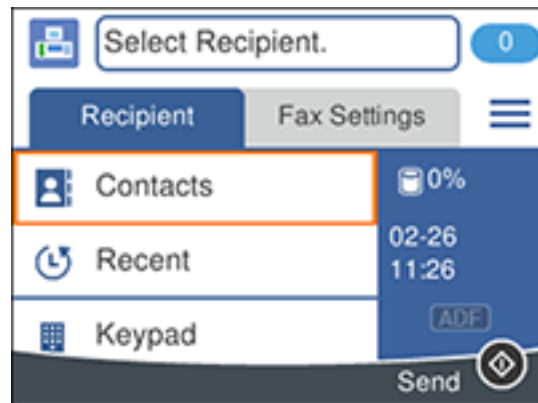 Select Recipient.
0
Recipient
Fax Settings
Contacts
0%
Recent
02-26
11:26
Keypad
ADF
Send